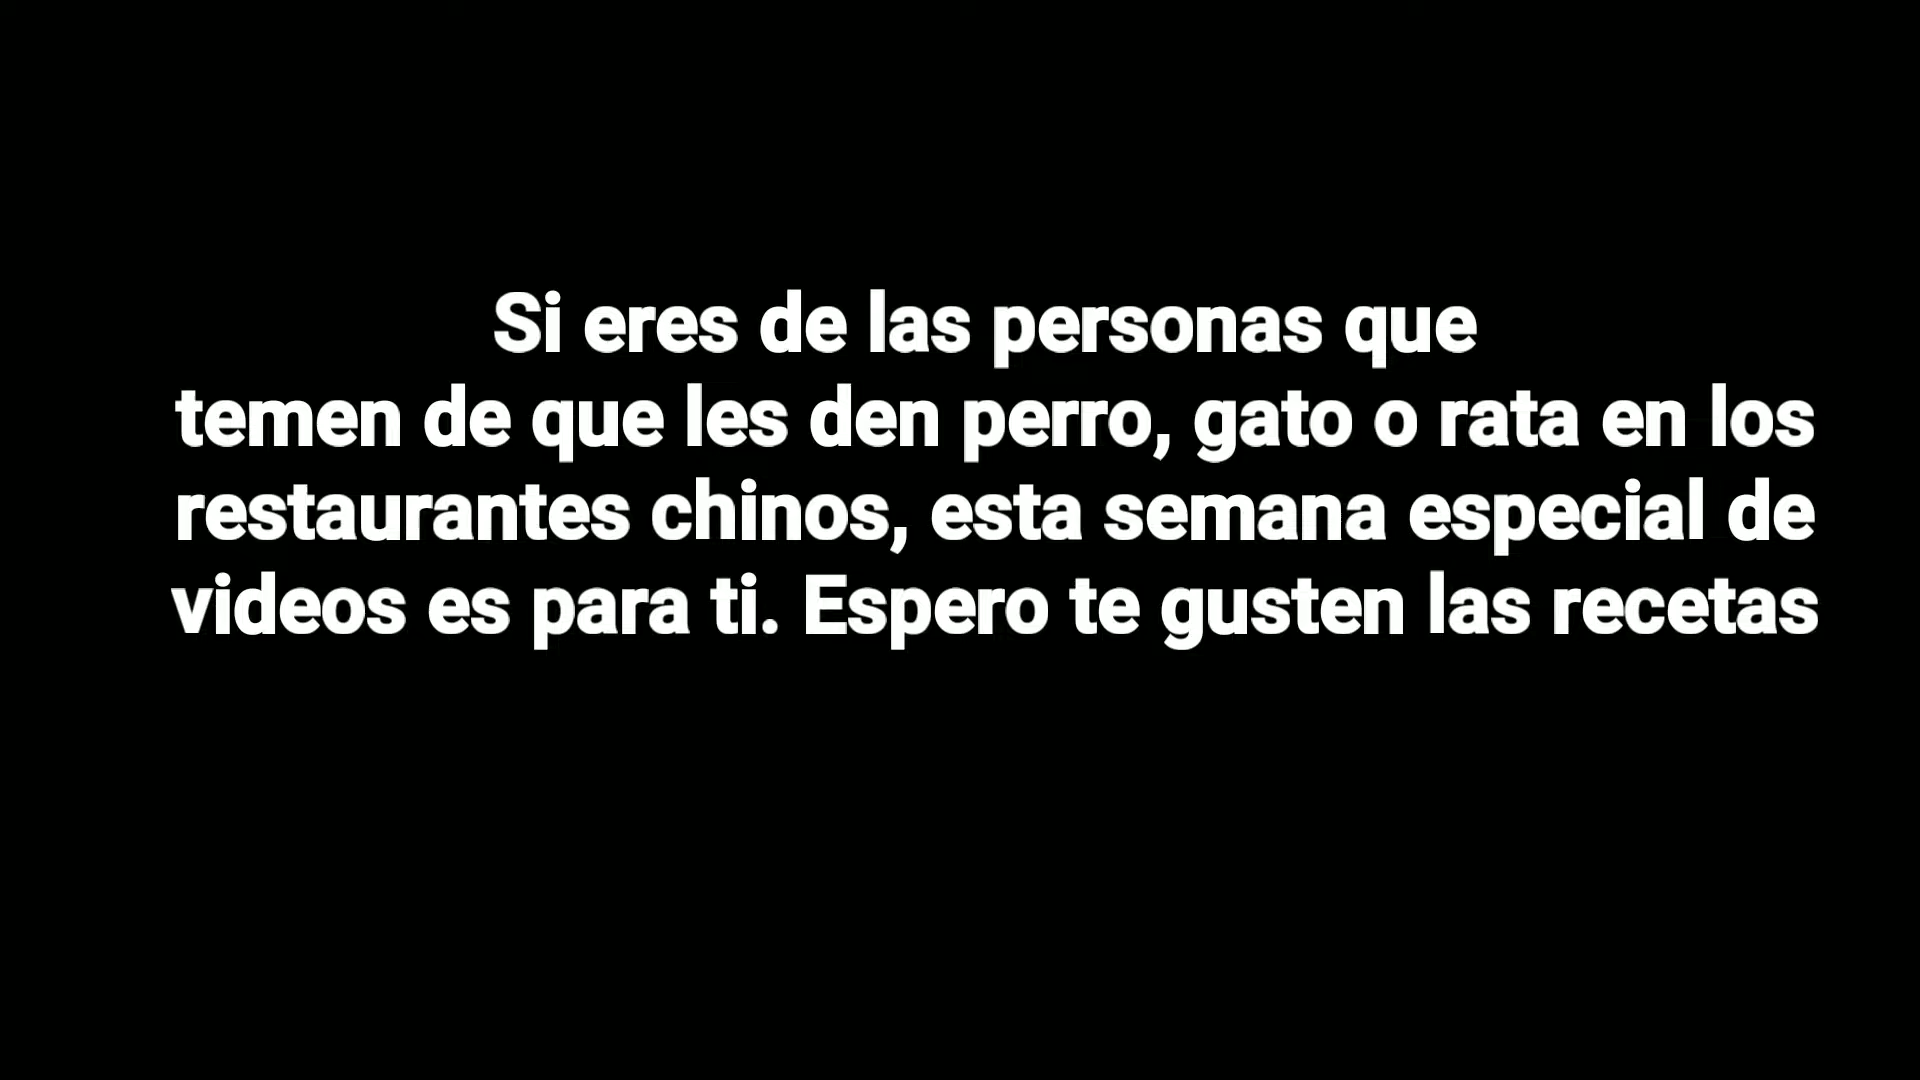 Si eres de las personas que
temen de que les den perro, gato o rata en los
restaurantes chinos, esta semana especial de
videos es para ti. Espero te gusten las recetas